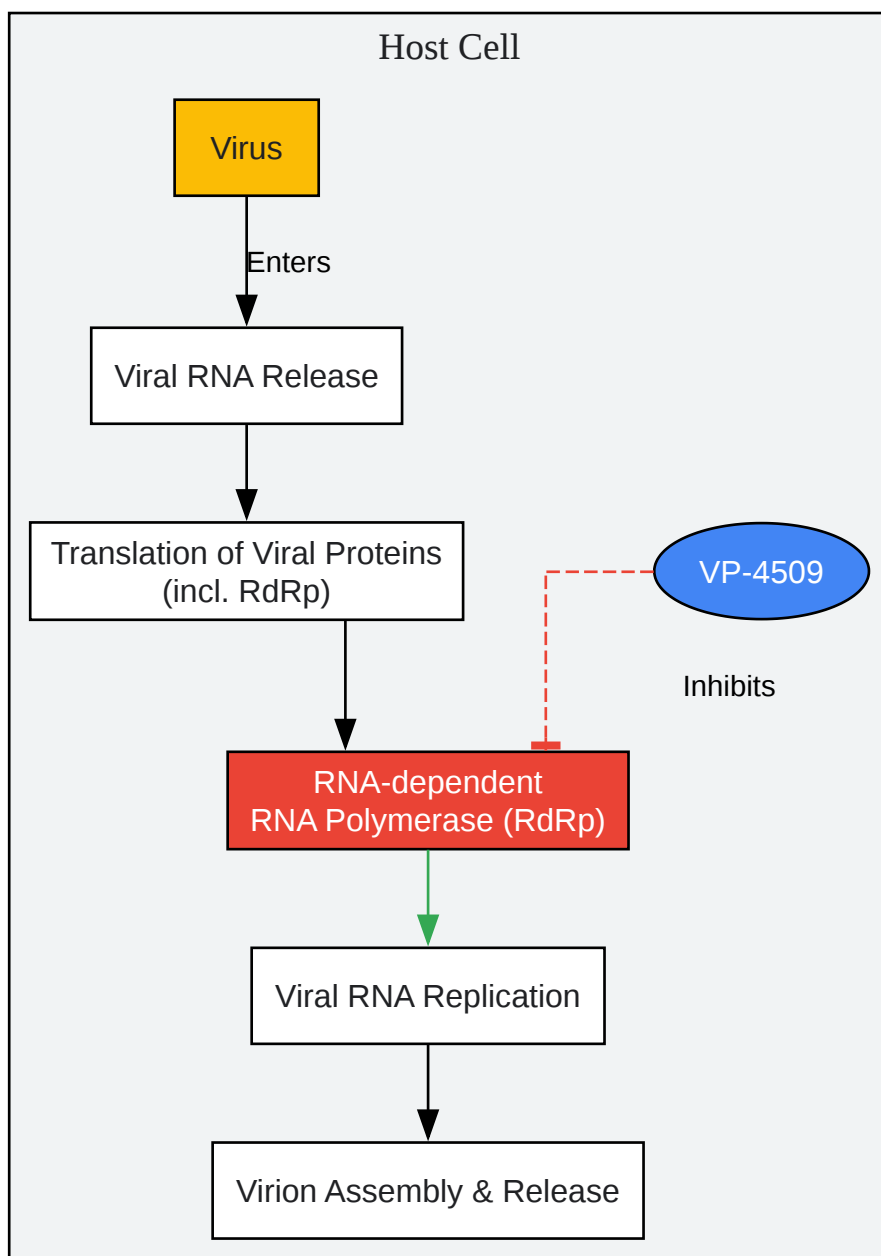 Host Cell
Virus
Enters
Viral RNA Release
Translation of Viral Proteins
(incl. RdRp)
VP-4509
Inhibits
RNA-dependent
RNA Polymerase (RdRp)
Viral RNA Replication
Virion Assembly & Release